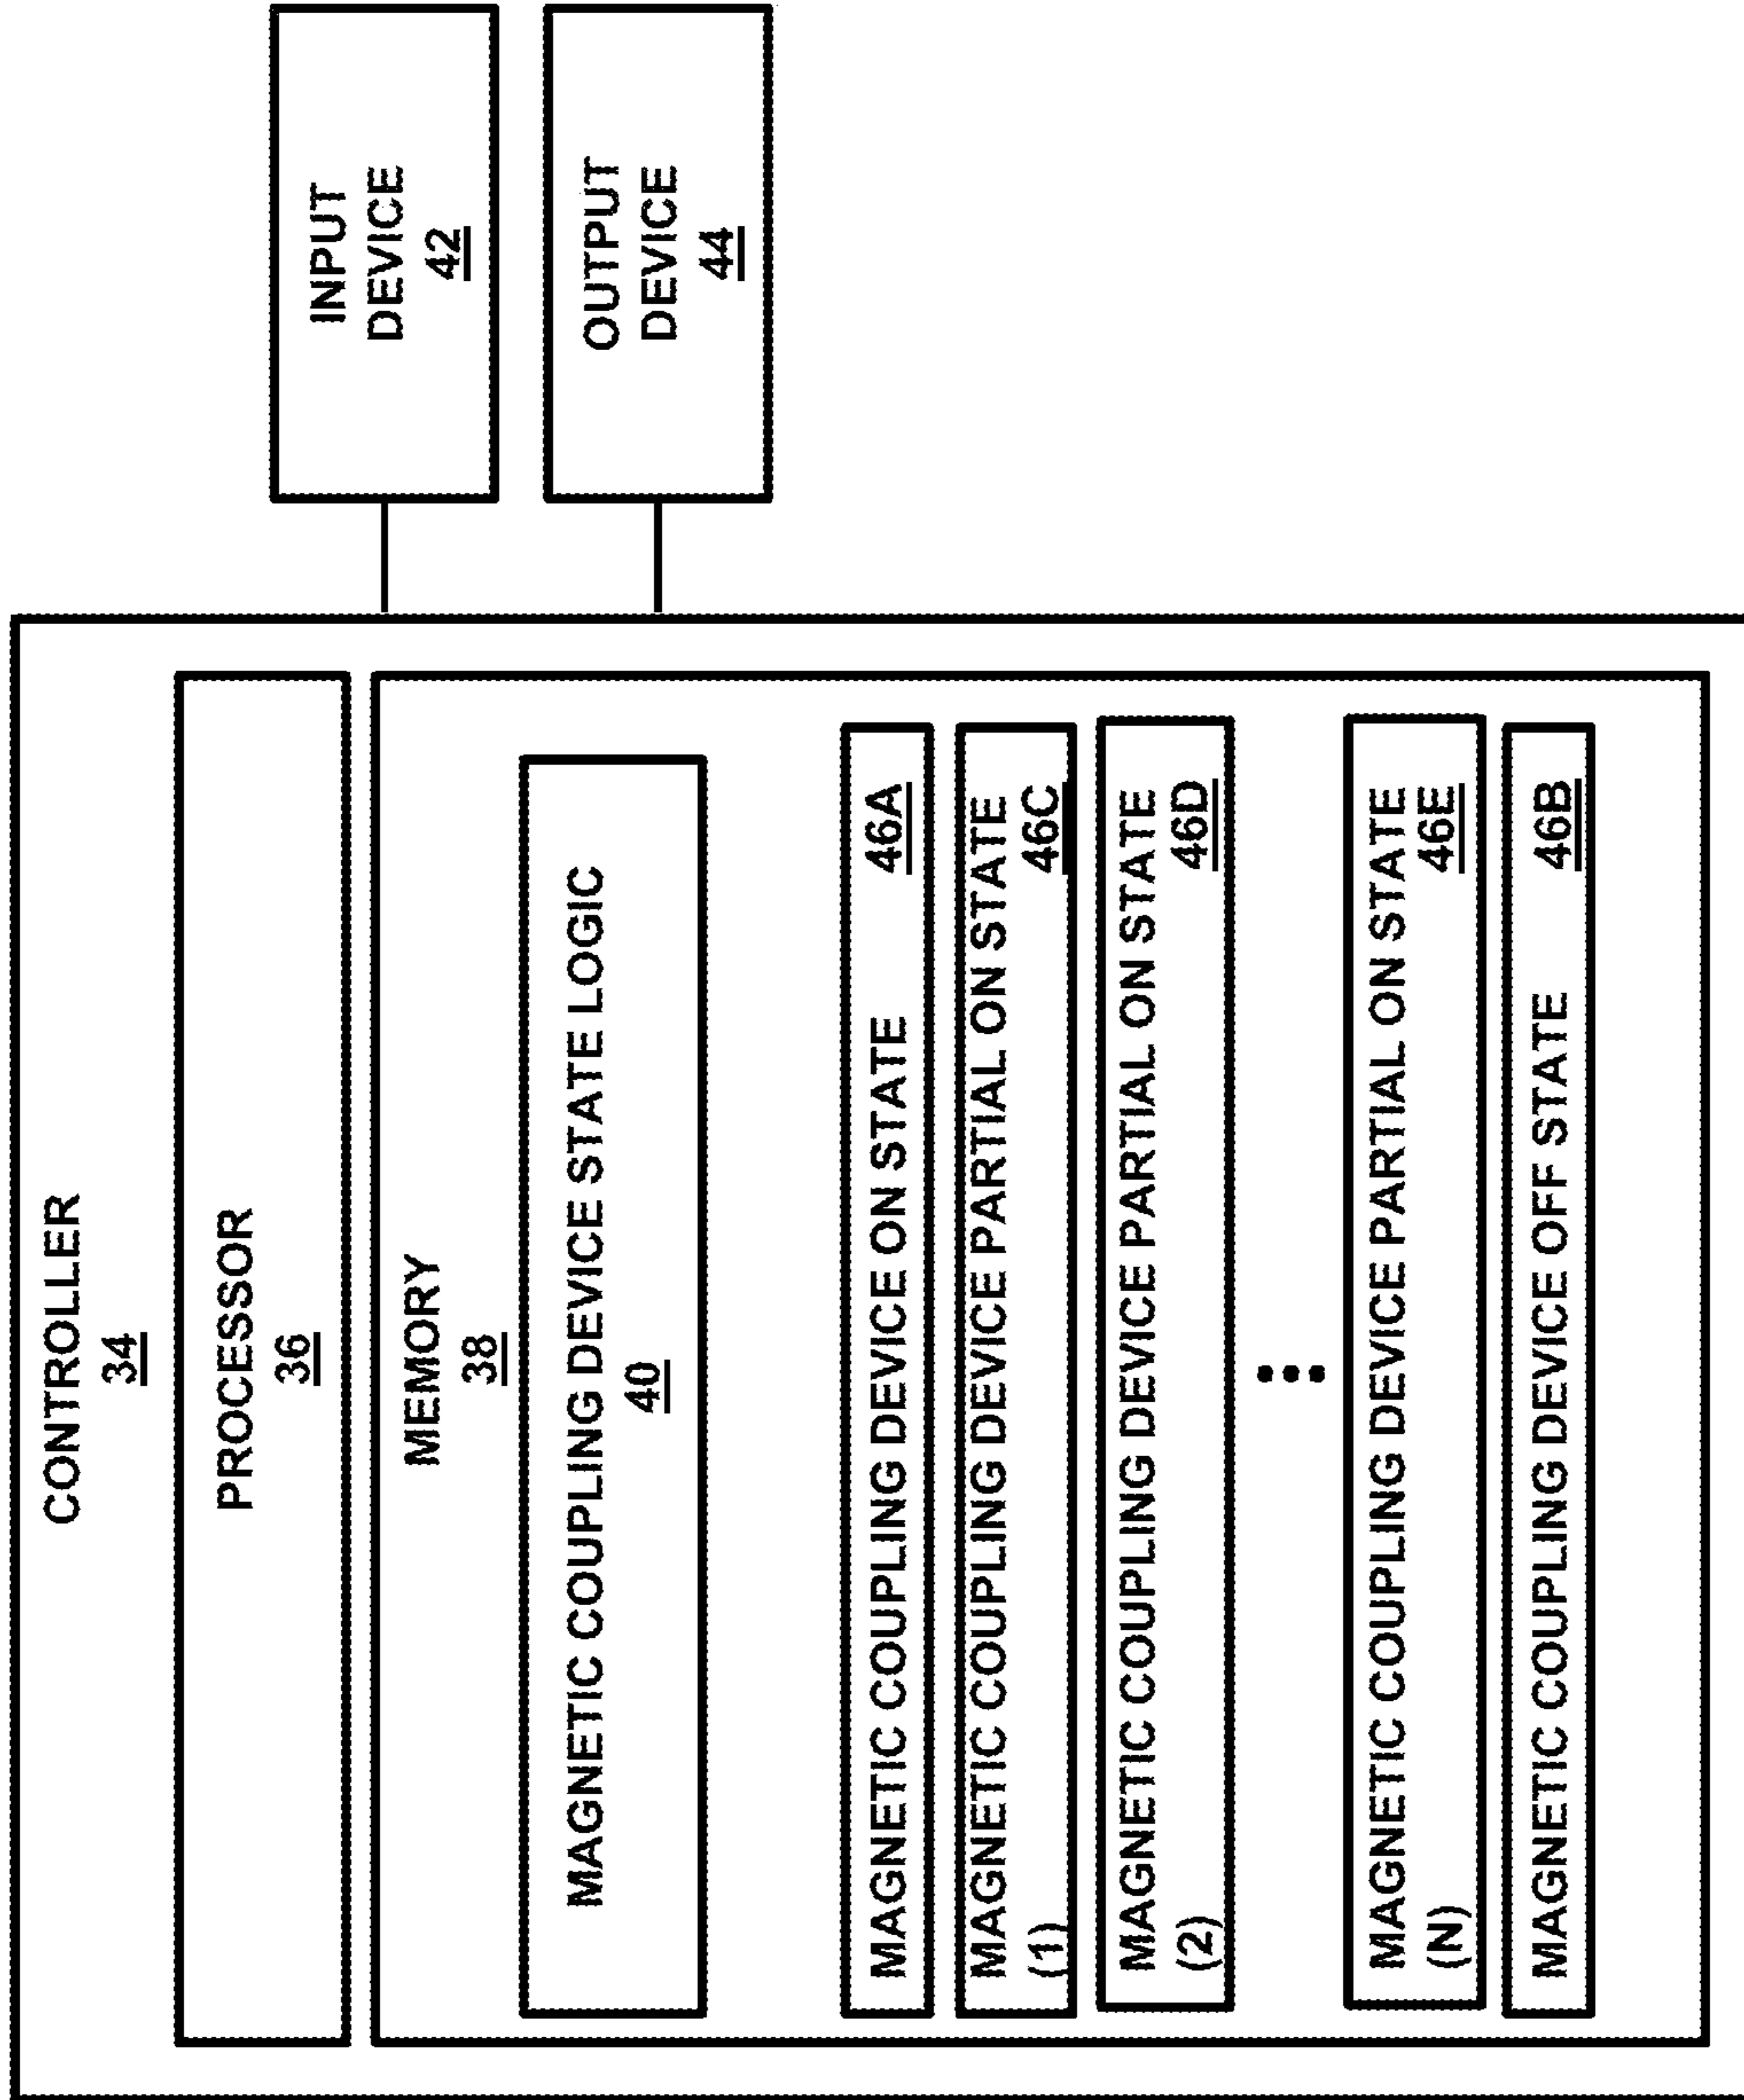 CONTROLLER
34
PROCESSOR
36
MEMORY
38
MAGNETIC COUPLING DEVICE STATE LOGIC
40
MAGNETIC COUPLING DEVICE ON STATE 46A
MAGNETIC COUPLING DEVICE PARTIAL ON STATE
(1) 46C
MAGNETIC COUPLING DEVICE PARTIAL ON STATE
(2) 46D
MAGNETIC COUPLING DEVICE PARTIAL ON STATE
(N) 46E
MAGNETIC COUPLING DEVICE OFF STATE 46B
INPUT
DEVICE
42
OUTPUT
DEVICE
44